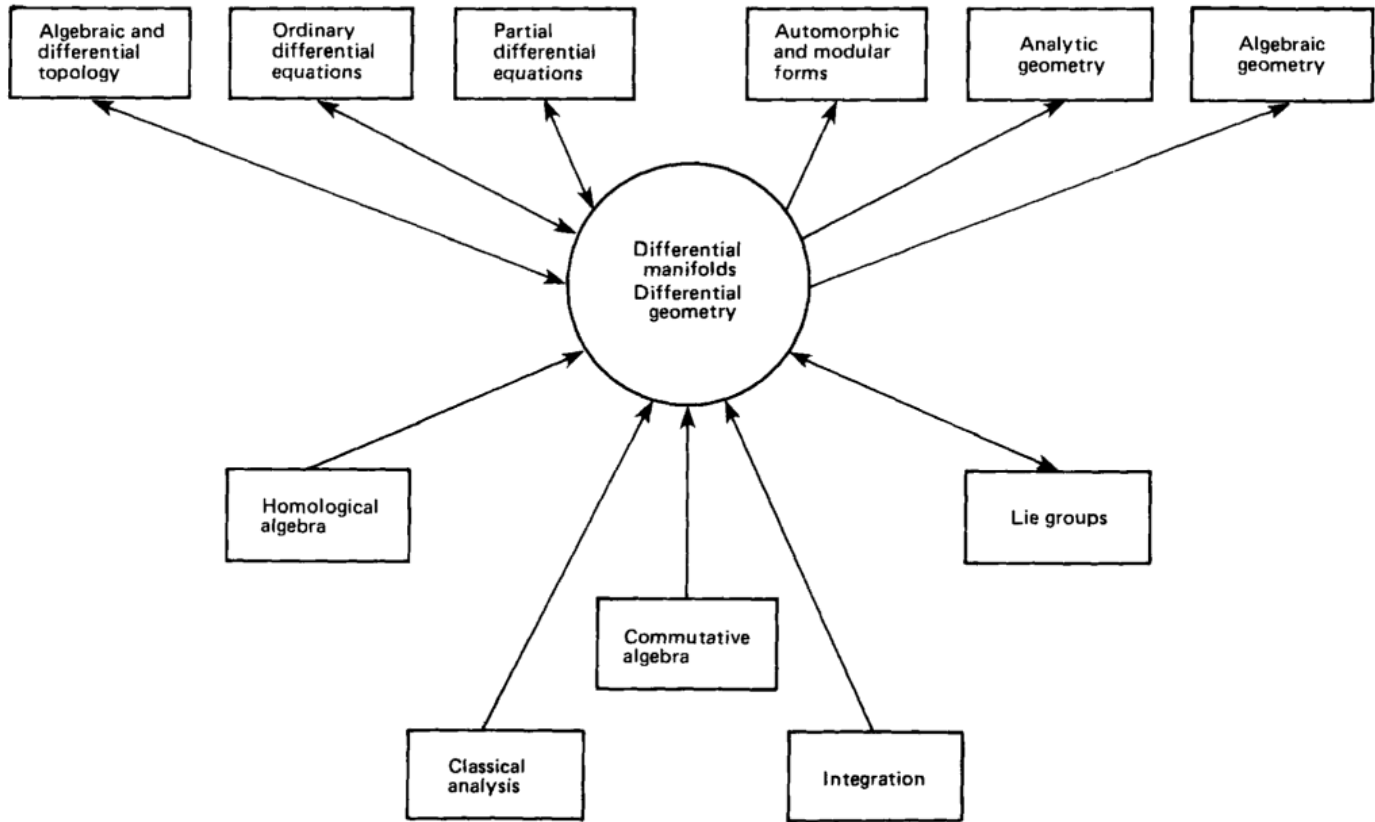 Algebraic and
differential
topology
Ordinary
differential
equations
Partial
differential
equations
Automorphic
and modular
forms
Analytic
geometry
Algebraic
geometry
Differential
manifolds
Differential
geometry
Homological
algebra
Lie groups
Commutative
algebra
Classical
analysis
Integration